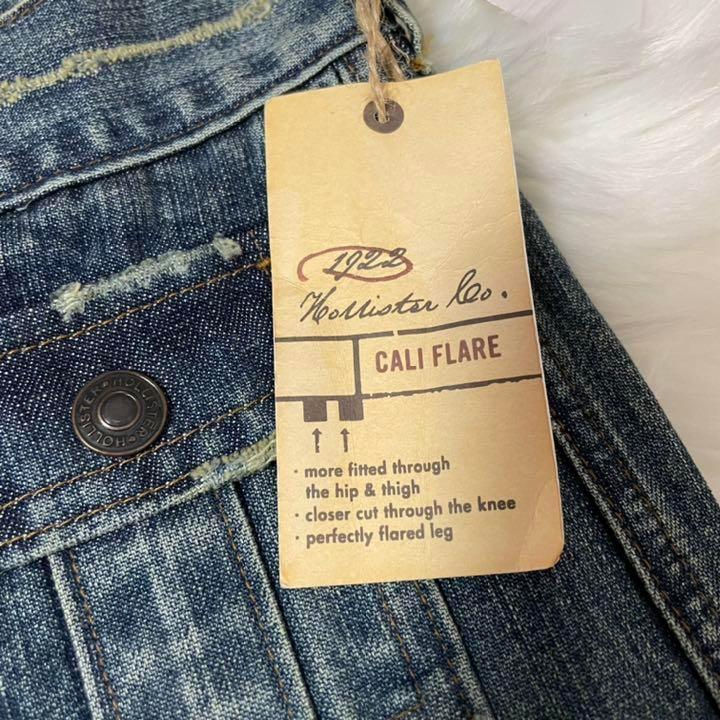 1922
Hollister Co.
CALI FLARE
· more fitted through
the hip & thigh
· closer cut through the knee
· perfectly flared leg
HOLLISTER HOLLISTER